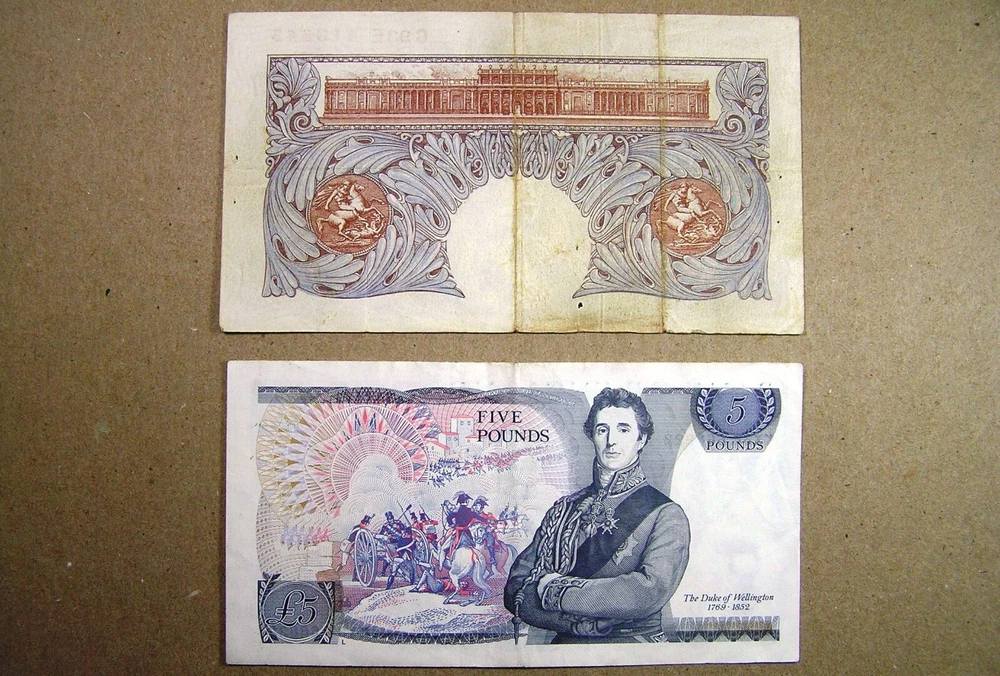 FIVE
POUNDS
5
POUNDS
£5
The Duke of Wellington
1769 · 1852
L